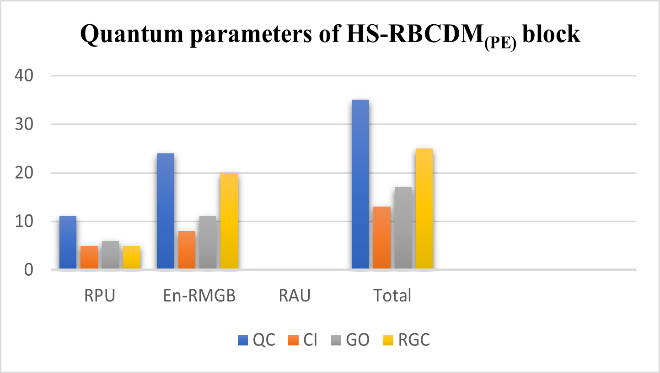 Quantum parameters of HS-RBCDM(PE) block
40
30
20
10
0
RPU En-RMGB RAU Total
QC CI GO RGC